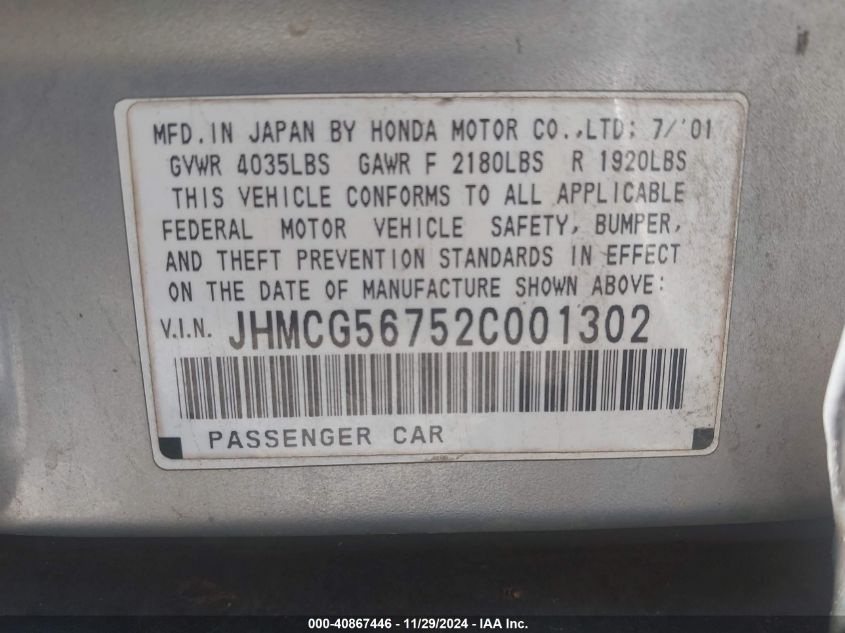 MFD.IN JAPAN BY HONDA MOTOR CO.,LTD: 7/'01
GVWR 4035LBS GAWR F 2180LBS R 1920LBS
THIS VEHICLE CONFORMS TO ALL APPLICABLE
FEDERAL MOTOR VEHICLE SAFETY, BUMPER,
AND THEFT PREVENTION STANDARDS IN EFFECT
ON THE DATE OF MANUFACTURE SHOWN ABOVE:
V.I.N. JHMCG56752C001302
PASSENGER CAR
000-40867446 - 11/29/2024 - IAA Inc.